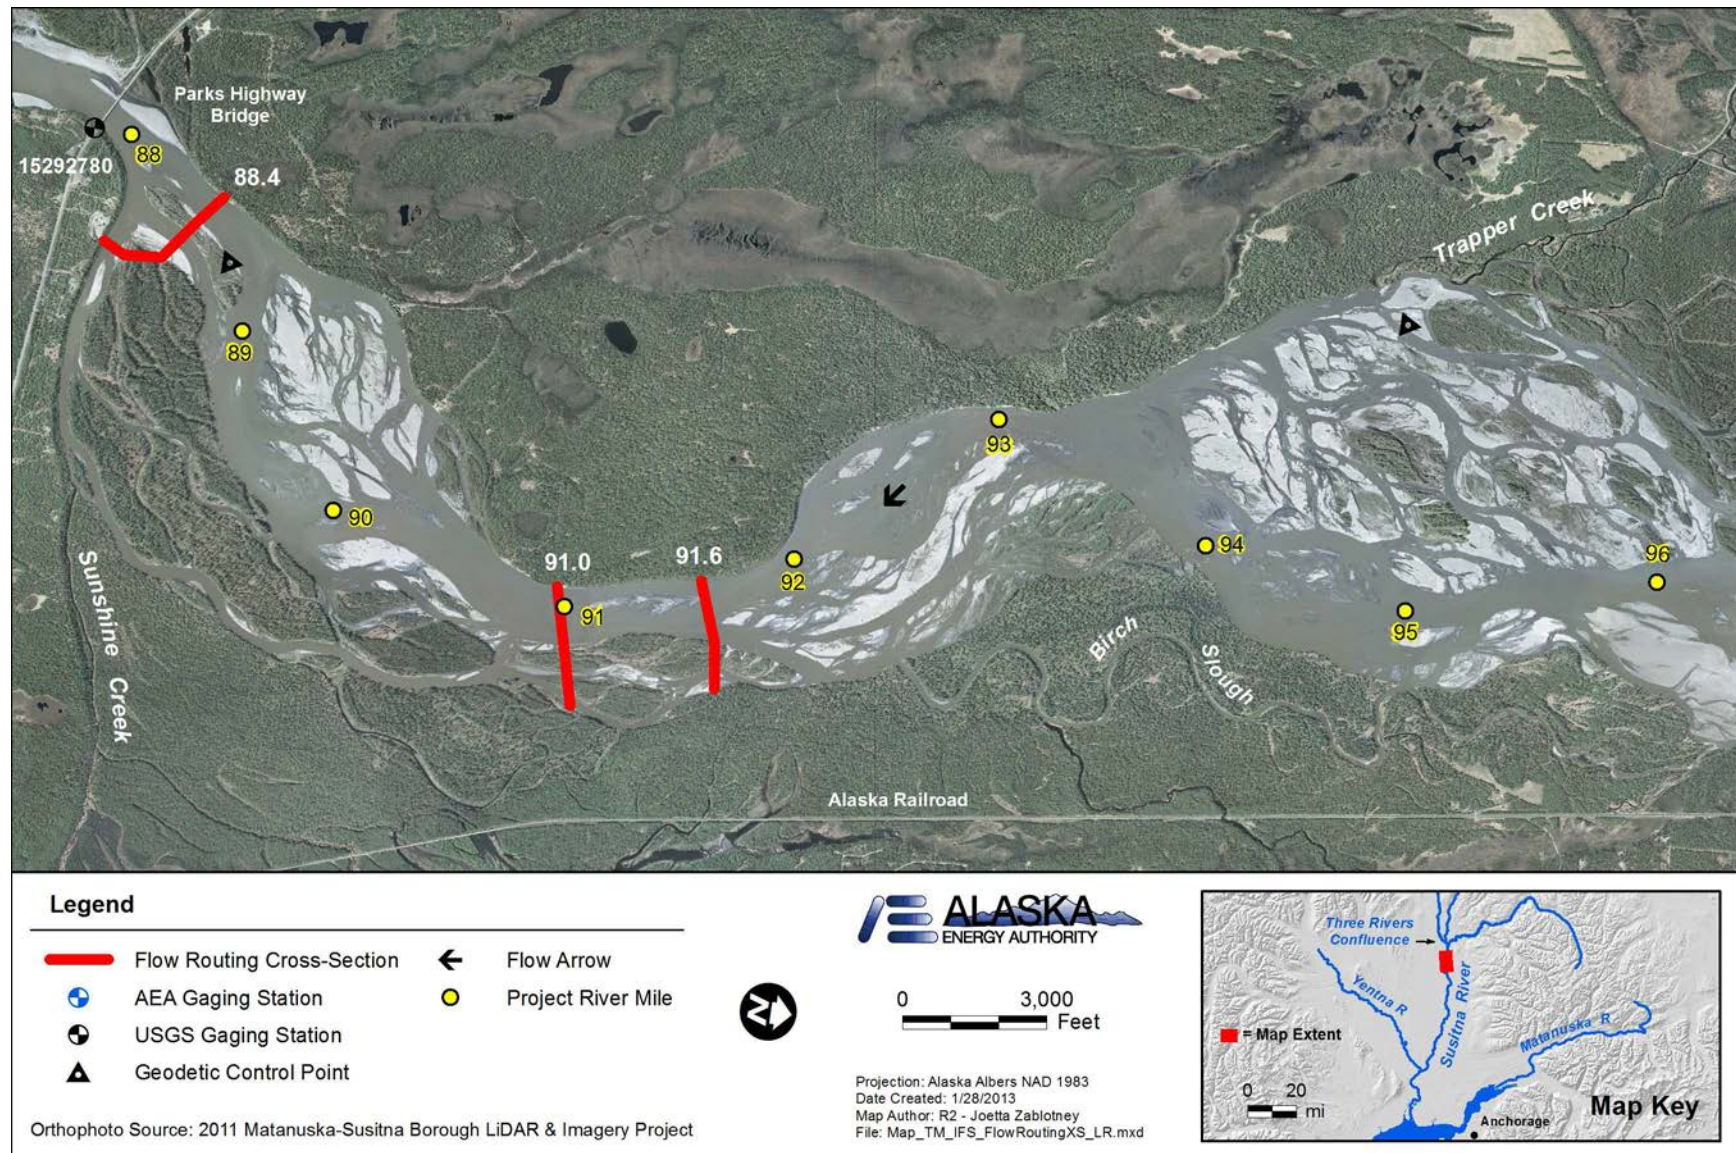 Parks Highway
Bridge
88
15292780
88.4
Trapper Creek
89
93
90
94
96
91.0
91.6
92
91
95
Sunshine Creek
Birch
Slough
Alaska Railroad
Legend
Flow Routing Cross-Section
Flow Arrow
AEA Gaging Station
Project River Mile
USGS Gaging Station
Geodetic Control Point
Orthophoto Source: 2011 Matanuska-Susitna Borough LiDAR & Imagery Project
ALASKA
ENERGY AUTHORITY
N
0 3,000
Feet
Projection: Alaska Albers NAD 1983
Date Created: 1/28/2013
Map Author: R2 - Joetta Zablotney
File: Map_TM_IFS_FlowRoutingXS_LR.mxd
Three Rivers
Confluence
Yentna R
Susitna River
Matanuska R
= Map Extent
0 20
mi
Map Key
Anchorage